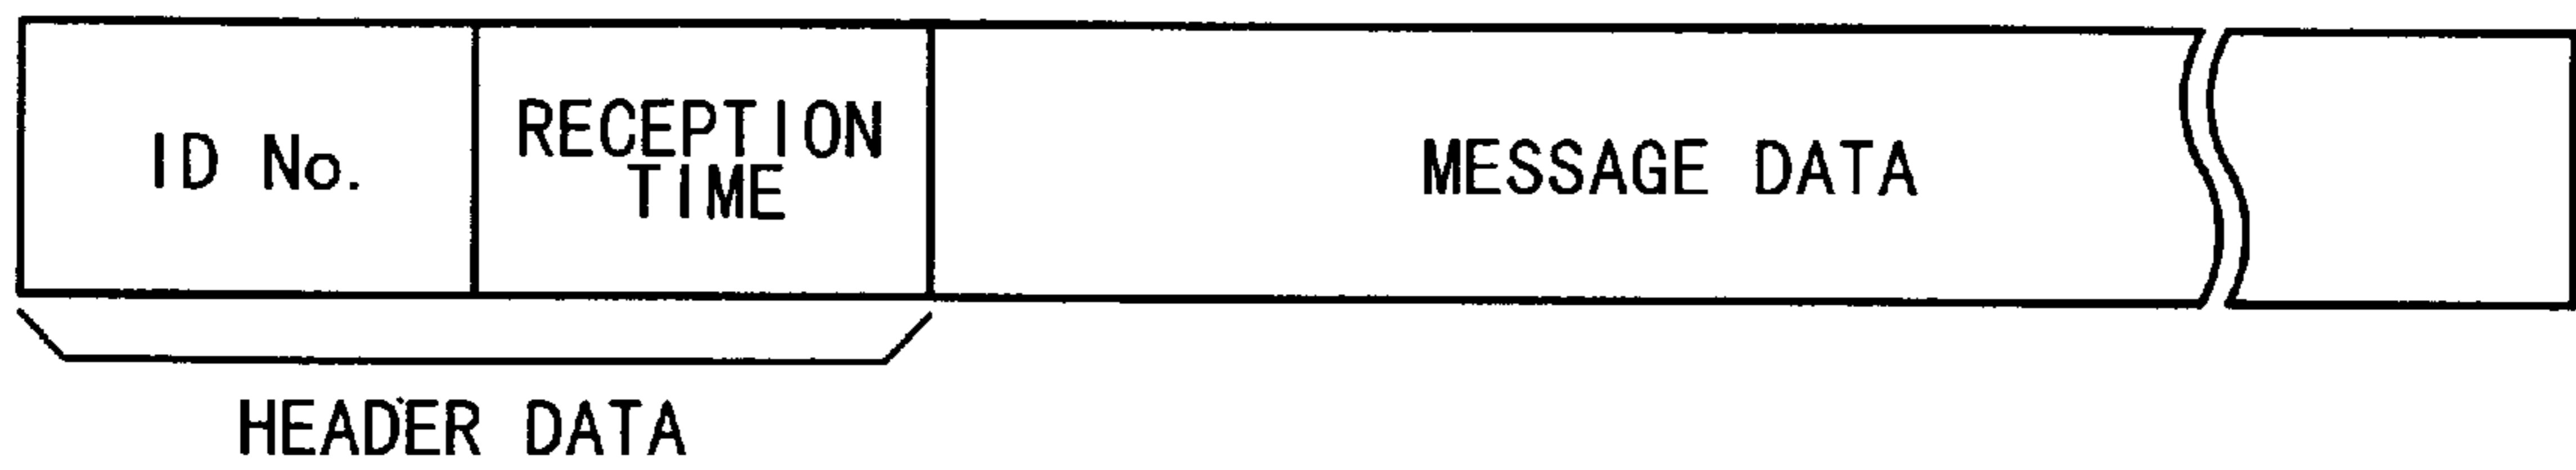 ID No.
RECEPTION
TIME
MESSAGE DATA
HEADER DATA